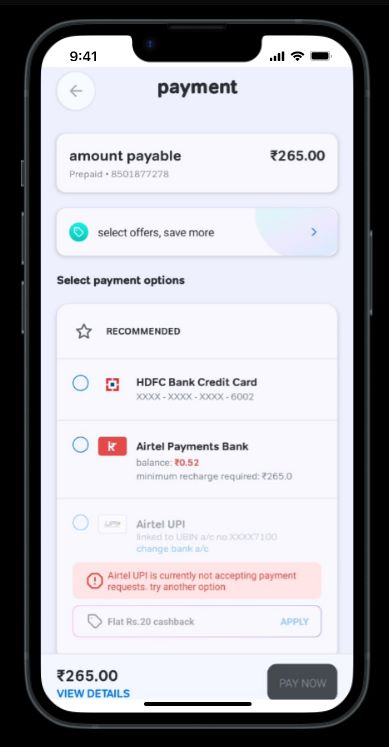 9:41
payment
amount payable ₹265.00
Prepaid • 8501877278
select offers, save more
Select payment options
RECOMMENDED
HDFC Bank Credit Card
XXXX - XXXX - XXXX - 6002
Airtel Payments Bank
balance: ₹0.52
minimum recharge required: ₹265.0
UPI
Airtel UPI
linked to UBIN a/c no.XXXX7100
change bank a/c
Airtel UPI is currently not accepting payment
requests. try another option
Flat Rs.20 cashback APPLY
₹265.00
VIEW DETAILS
PAY NOW